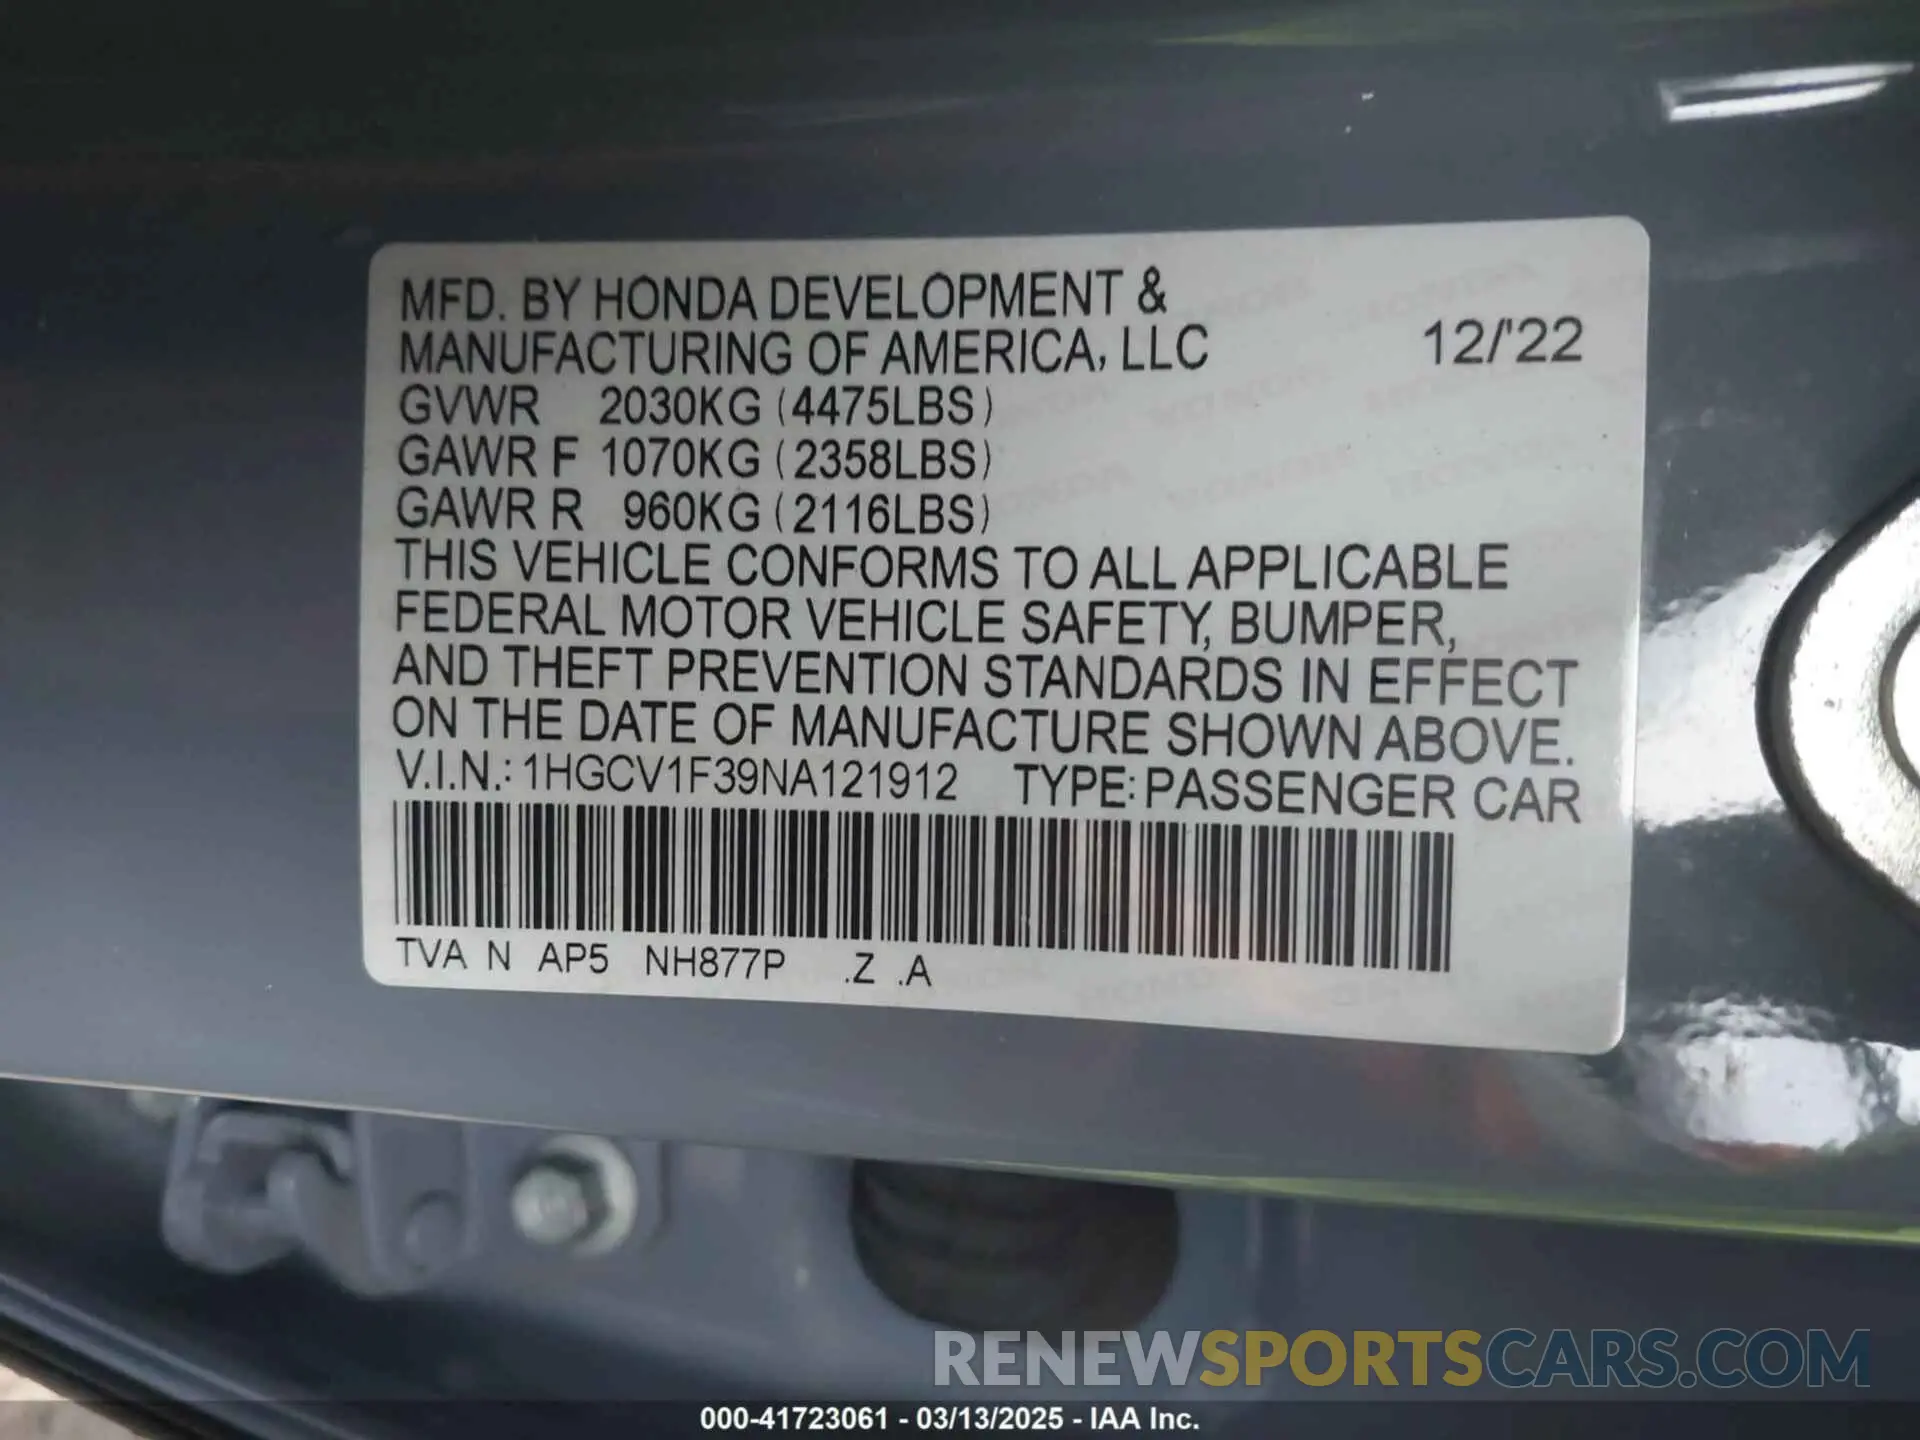 MFD. BY HONDA DEVELOPMENT &
MANUFACTURING OF AMERICA, LLC 12/'22
GVWR 2030KG (4475LBS)
GAWR F 1070KG (2358LBS)
GAWR R 960KG (2116LBS)
THIS VEHICLE CONFORMS TO ALL APPLICABLE
FEDERAL MOTOR VEHICLE SAFETY, BUMPER,
AND THEFT PREVENTION STANDARDS IN EFFECT
ON THE DATE OF MANUFACTURE SHOWN ABOVE.
V.I.N.: 1HGCV1F39NA121912 TYPE: PASSENGER CAR
TVA N AP5 NH877P .Z .A
RENEWSPORTSCARS.COM
000-41723061 - 03/13/2025 - IAA Inc.